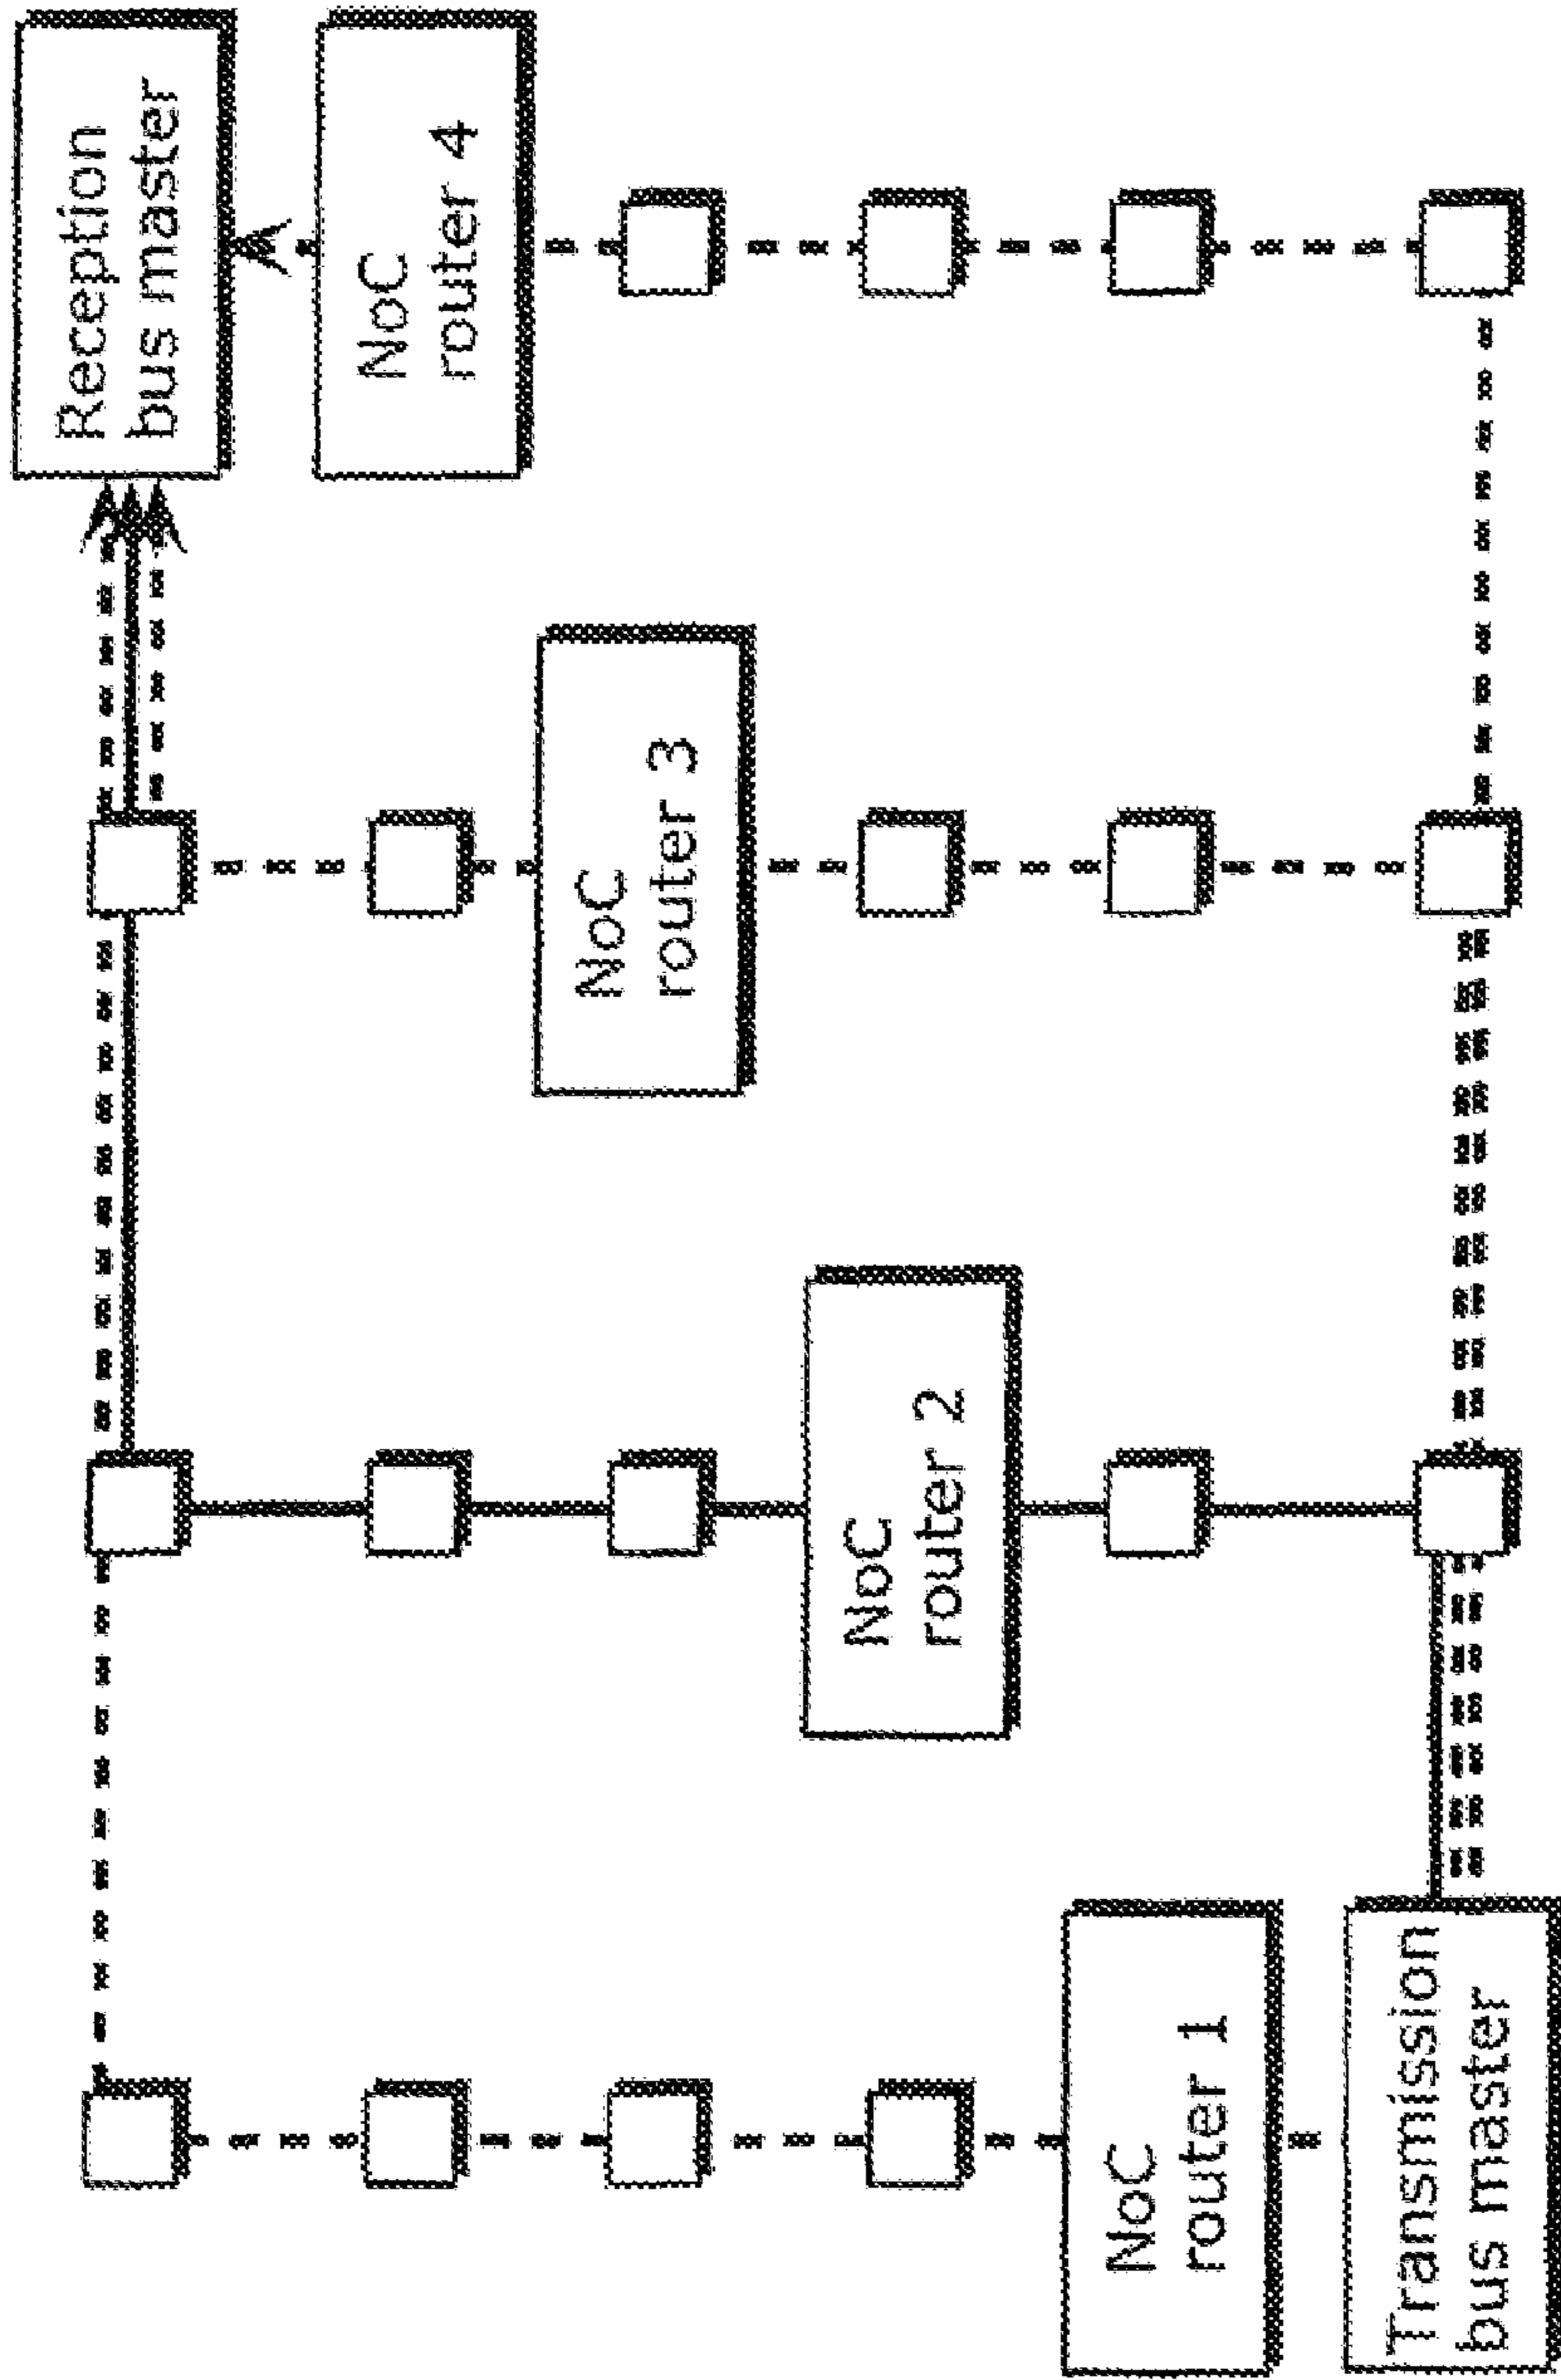 Reception
bus master
NoC
router 4
NoC
router 3
NoC
router 2
NoC
router 1
Transmission
bus master